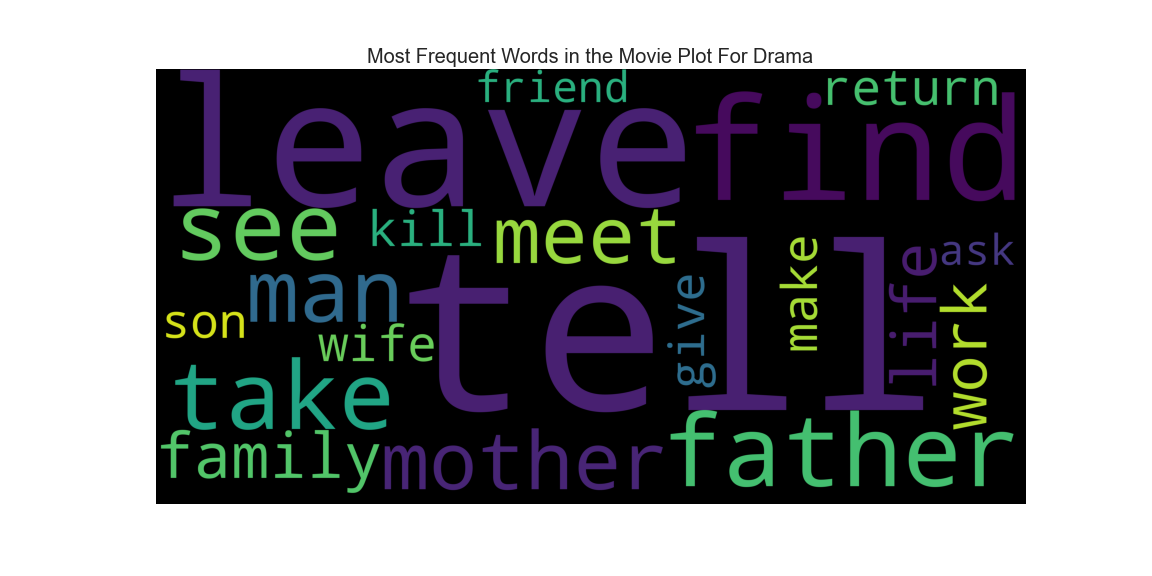 Most Frequent Words in the Movie Plot For Drama
leave
friend
return
find
see
kill
meet
ask
man
tell
give
make
life
work
son
wife
take
family
mother
father